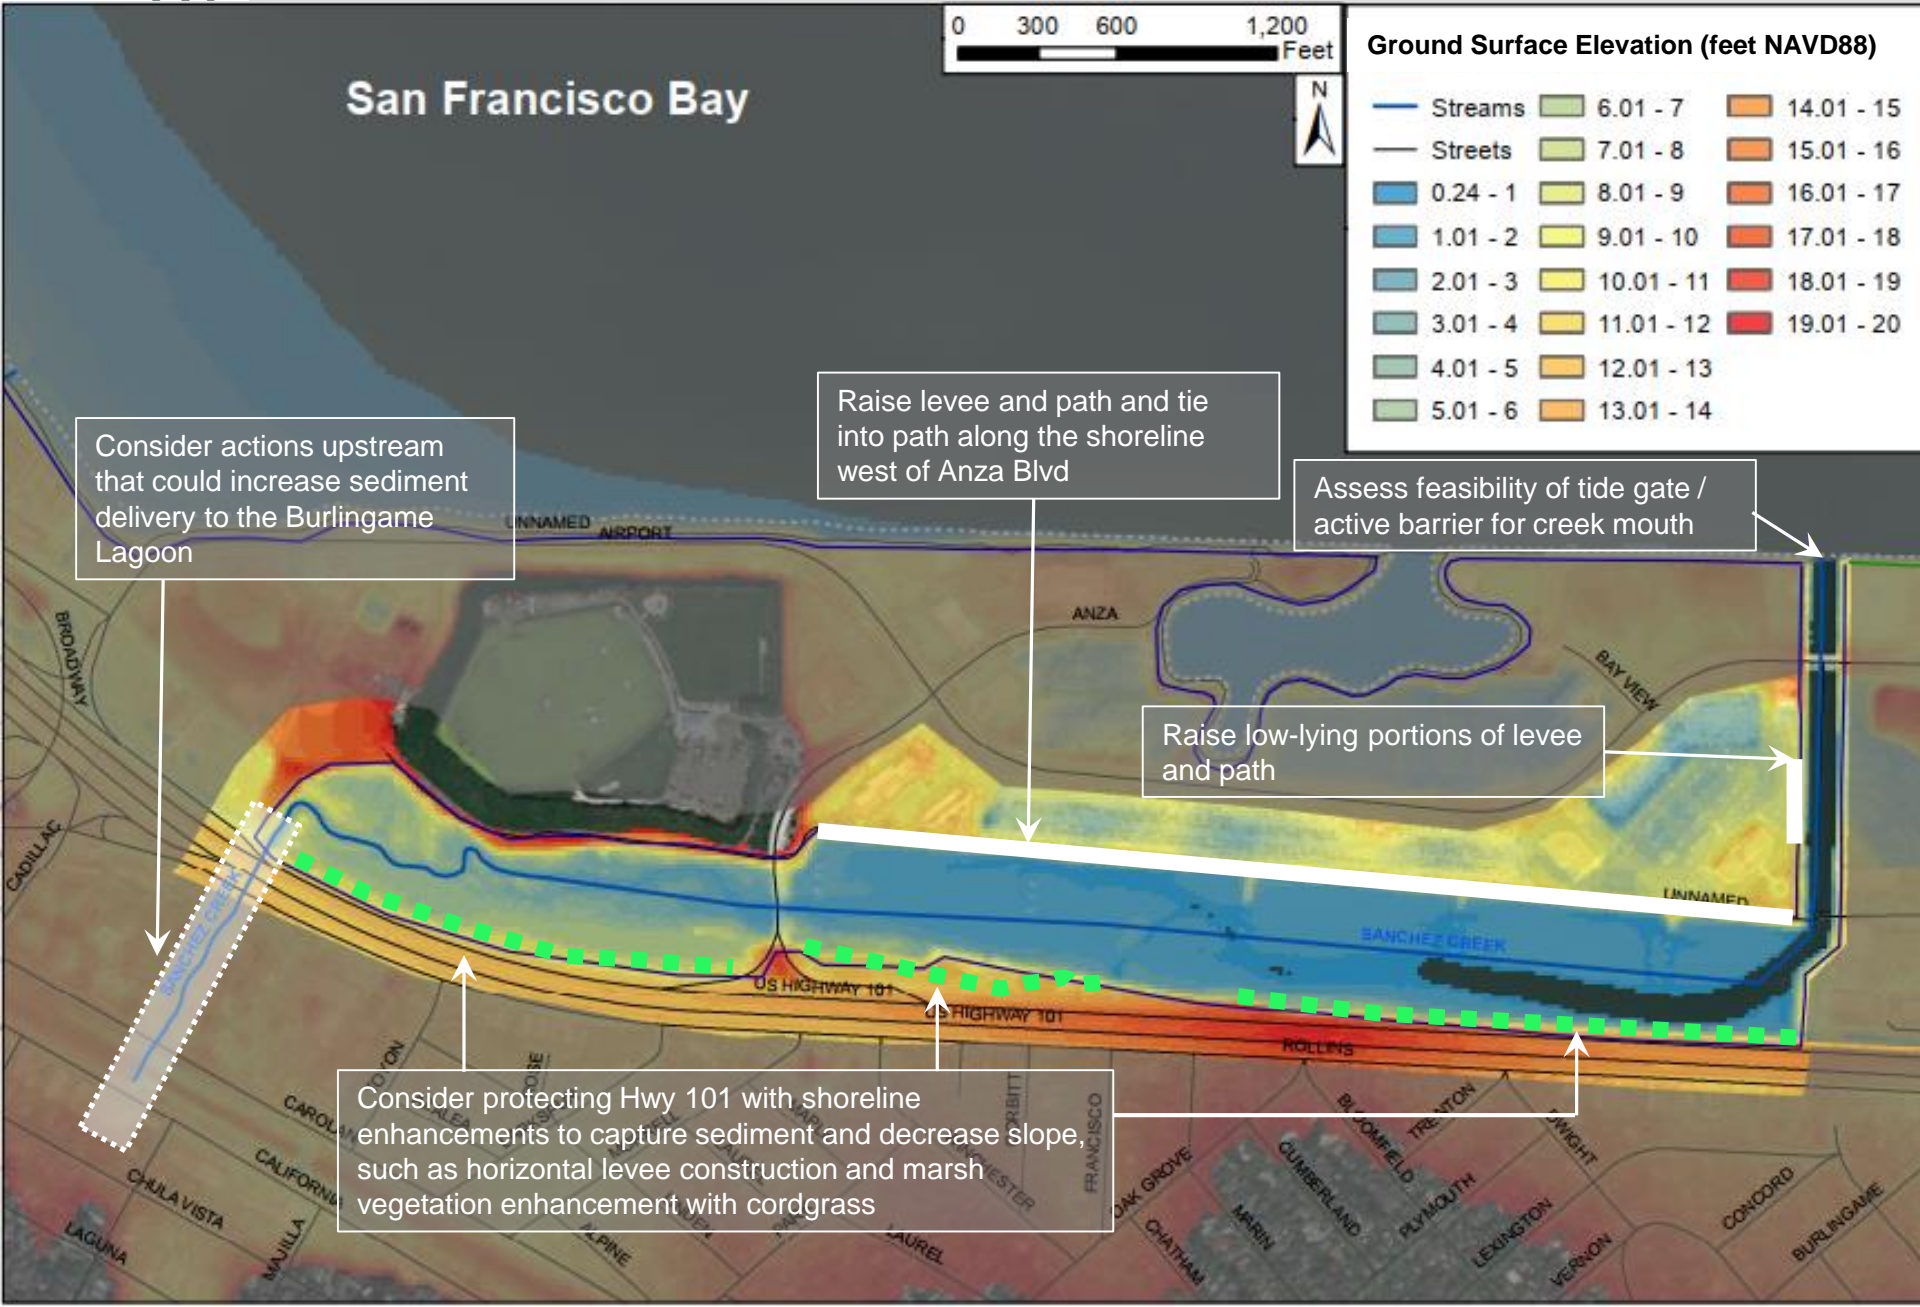 0 300 600 1,200
Feet
N
San Francisco Bay
Ground Surface Elevation (feet NAVD88)
Streams
Streets
0.24 - 1
1.01 - 2
2.01 - 3
3.01 - 4
4.01 - 5
5.01 - 6
6.01 - 7
7.01 - 8
8.01 - 9
9.01 - 10
10.01 - 11
11.01 - 12
12.01 - 13
13.01 - 14
14.01 - 15
15.01 - 16
16.01 - 17
17.01 - 18
18.01 - 19
19.01 - 20
Raise levee and path and tie
into path along the shoreline
west of Anza Blvd
Consider actions upstream
that could increase sediment
delivery to the Burlingame
Lagoon
Assess feasibility of tide gate /
active barrier for creek mouth
UNNAMED
AIRPORT
ANZA
BROADWAY
BAY VIEW
Raise low-lying portions of levee
and path
CADILLAC
UNNAMED
SANCHEZ CREEK
SANCHEZ CREEK
US HIGHWAY 101
US HIGHWAY 101
ROLLINS
Consider protecting Hwy 101 with shoreline
enhancements to capture sediment and decrease slope,
such as horizontal levee construction and marsh
vegetation enhancement with cordgrass
FRANCISCO
OAK GROVE
CHATHAM
MARIN
CUMBERLAND
BLOOMFIELD
TRENTON
PLYMOUTH
LEXINGTON
DWIGHT
VERNON
CONCORD
BURLINGAME
CALIFORNIA
CHULA VISTA
LAGUNA
MAJILLA
ALPINE
LAUREL